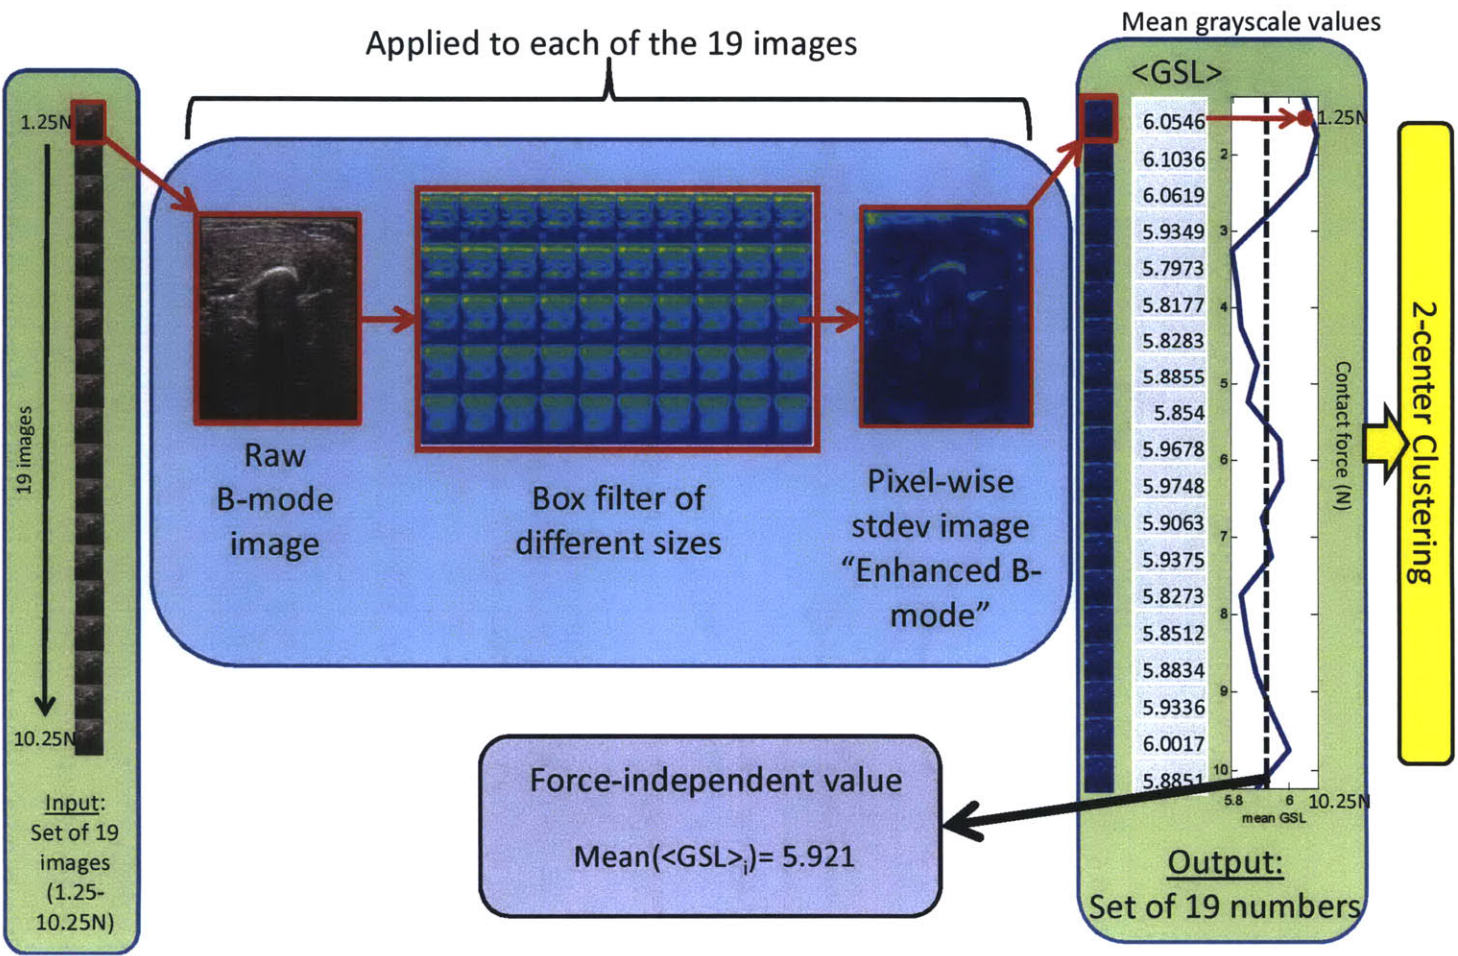 Applied to each of the 19 images
Mean grayscale values
1.25N
19 images
10.25N
Input:
Set of 19
images
(1.25-
10.25N)
Raw
B-mode
image
Box filter of
different sizes
Pixel-wise
stdev image
“Enhanced B-
mode”
Force-independent value
Mean(<GSL>i)= 5.921
<GSL>
6.0546
6.1036
6.0619
5.9349
5.7973
5.8177
5.8283
5.8855
5.854
5.9678
5.9748
5.9063
5.9375
5.8273
5.8512
5.8834
5.9336
6.0017
5.8851
1.25N
2
3
4
5
6
7
8
9
10
5.8 6 10.25N
mean GSL
Contact force (N)
Output:
Set of 19 numbers
2-center Clustering